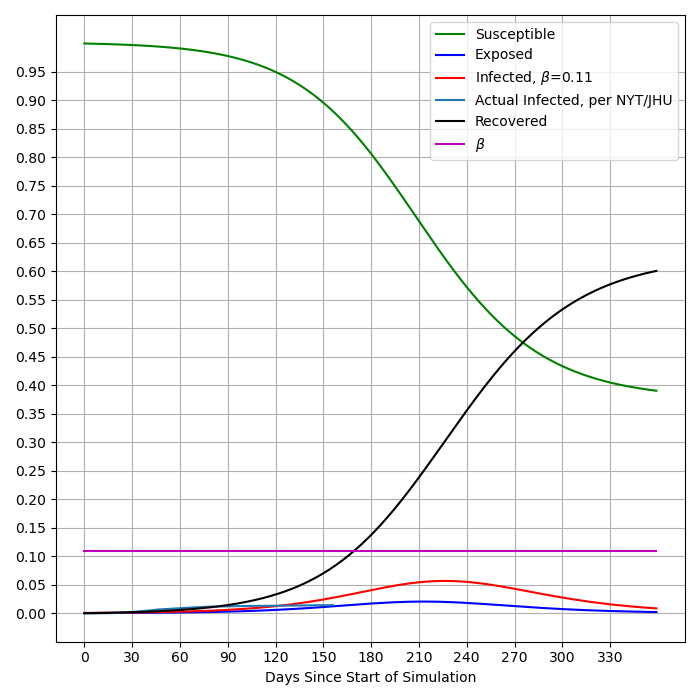 Susceptible
Exposed
Infected, β=0.11
Actual Infected, per NYT/JHU
Recovered
β
0.95
0.90
0.85
0.80
0.75
0.70
0.65
0.60
0.55
0.50
0.45
0.40
0.35
0.30
0.25
0.20
0.15
0.10
0.05
0.00
0 30 60 90 120 150 180 210 240 270 300 330
Days Since Start of Simulation